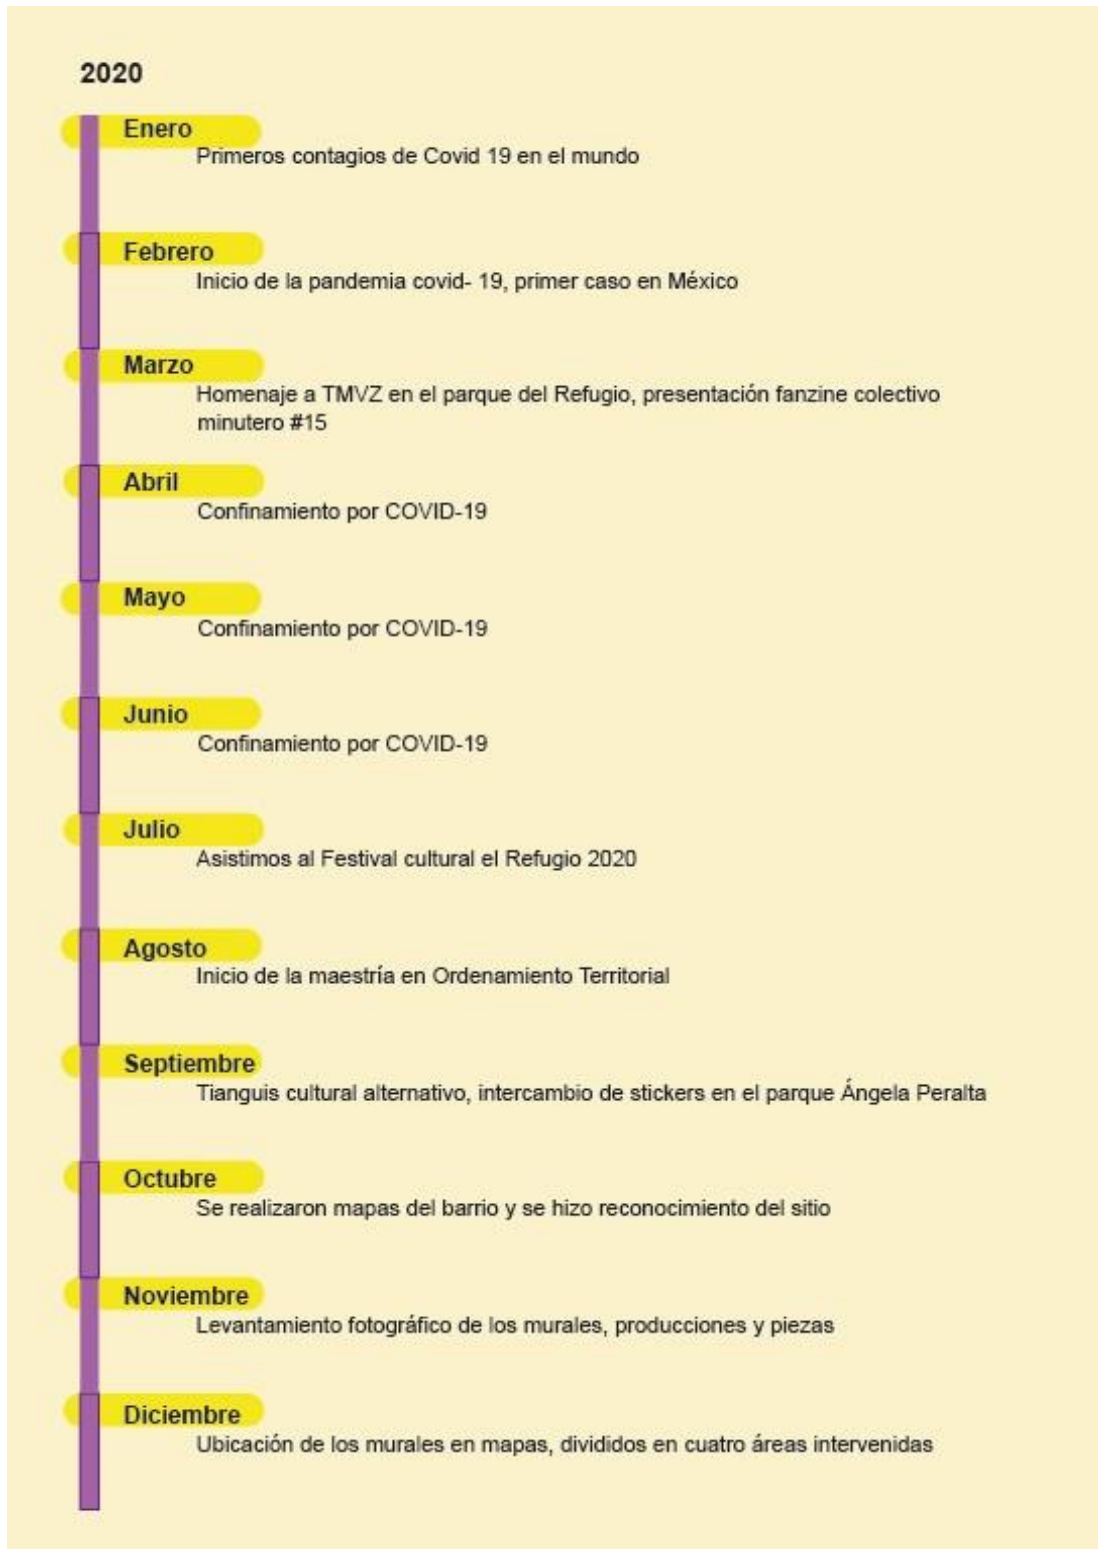 2020
Enero
Primeros contagios de Covid 19 en el mundo
Febrero
Inicio de la pandemia covid- 19, primer caso en México
Marzo
Homenaje a TMVZ en el parque del Refugio, presentación fanzine colectivo
minutero #15
Abril
Confinamiento por COVID-19
Mayo
Confinamiento por COVID-19
Junio
Confinamiento por COVID-19
Julio
Asistimos al Festival cultural el Refugio 2020
Agosto
Inicio de la maestría en Ordenamiento Territorial
Septiembre
Tianguis cultural alternativo, intercambio de stickers en el parque Ángela Peralta
Octubre
Se realizaron mapas del barrio y se hizo reconocimiento del sitio
Noviembre
Levantamiento fotográfico de los murales, producciones y piezas
Diciembre
Ubicación de los murales en mapas, divididos en cuatro áreas intervenidas